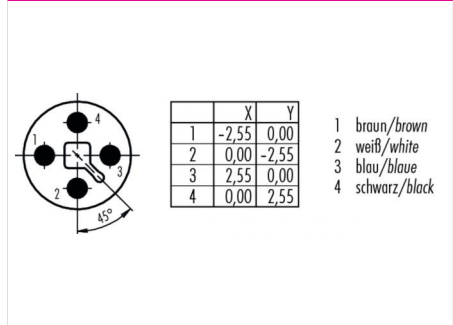 4
1
3
2
45°
X Y
1 -2,55 0,00
2 0,00 -2,55
3 2,55 0,00
4 0,00 2,55
1 braun/brown
2 weiß/white
3 blau/blaue
4 schwarz/black